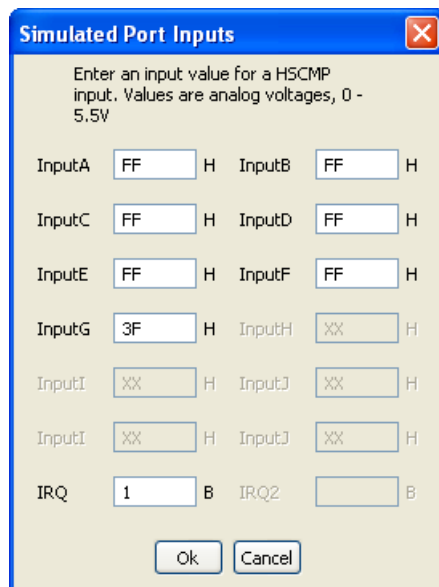 Simulated Port Inputs
Enter an input value for a HSCMP
input. Values are analog voltages, 0 -
5.5V
InputA FF H InputB FF H
InputC FF H InputD FF H
InputE FF H InputF FF H
InputG 3F H InputH XX H
InputI XX H InputJ XX H
InputI XX H InputJ XX H
IRQ 1 B IRQ2 B
Ok Cancel